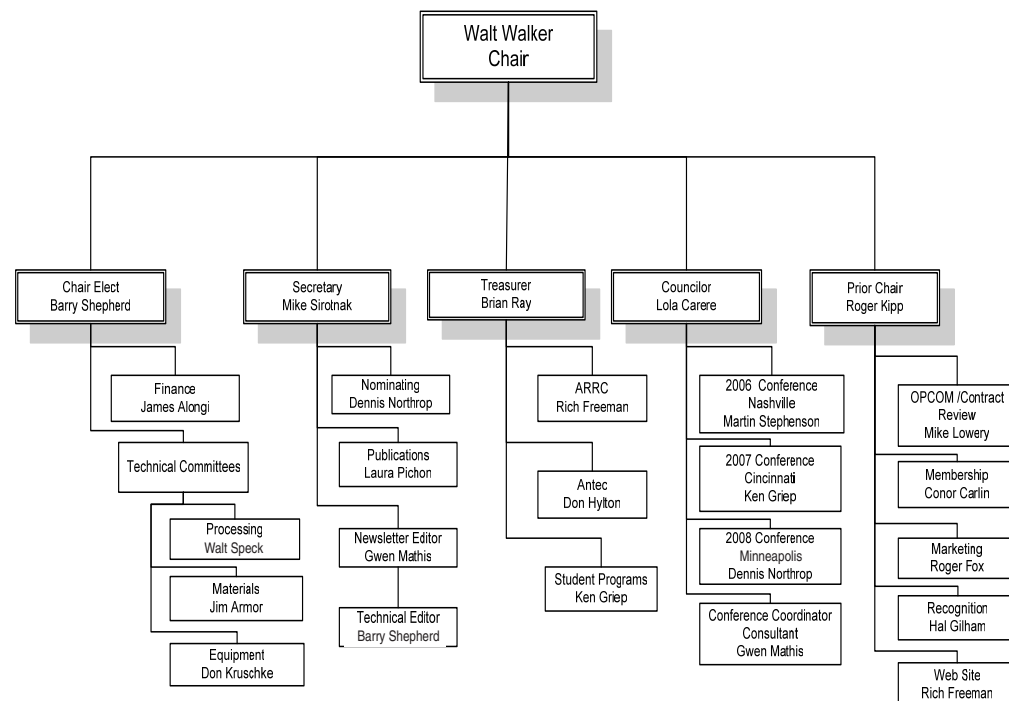 Walt Walker
Chair
Chair Elect
Barry Shepherd
Finance
James Alongi
Technical Committees
Processing
Walt Speck
Materials
Jim Armor
Equipment
Don Kruschke
Secretary
Mike Sirotnak
Nominating
Dennis Northrop
Publications
Laura Pichon
Newsletter Editor
Gwen Mathis
Technical Editor
Barry Shepherd
Treasurer
Brian Ray
ARRC
Rich Freeman
Antec
Don Hylton
Student Programs
Ken Griep
Councilor
Lola Carere
2006 Conference
Nashville
Martin Stephenson
2007 Conference
Cincinnati
Ken Griep
2008 Conference
Minneapolis
Dennis Northrop
Conference Coordinator
Consultant
Gwen Mathis
Prior Chair
Roger Kipp
OPCOM /Contract
Review
Mike Lowery
Membership
Conor Carlin
Marketing
Roger Fox
Recognition
Hal Gilham
Web Site
Rich Freeman